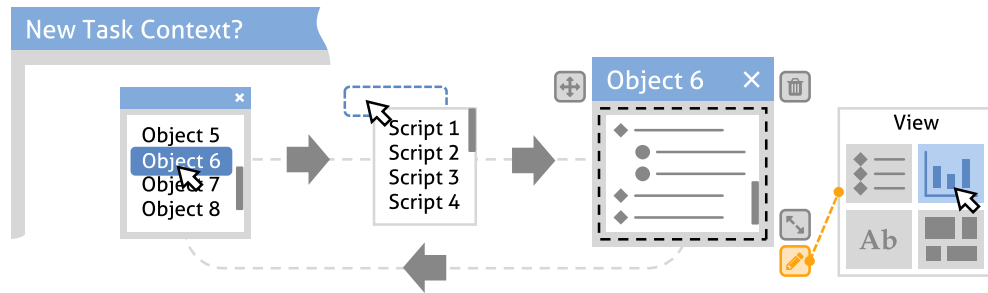 New Task Context?
Object 5
Object 6
Object 7
Object 8
Script 1
Script 2
Script 3
Script 4
Object 6
View
Ab